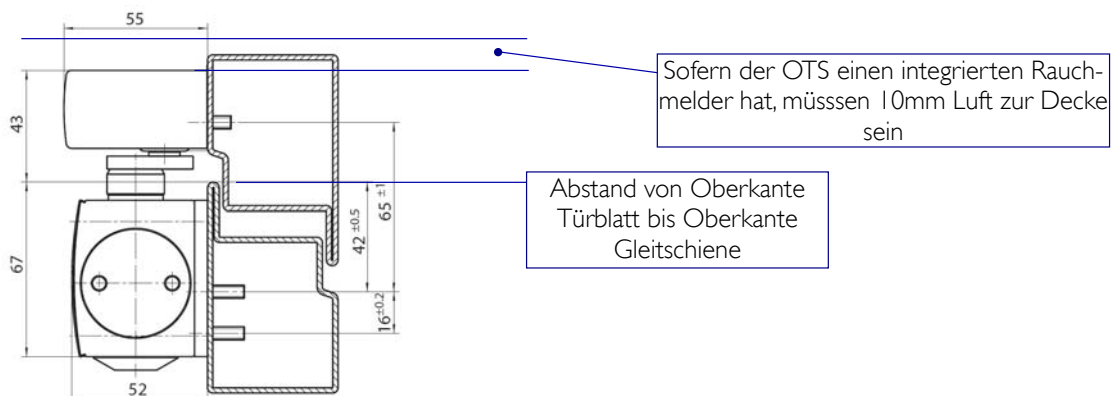 55
Sofern der OTS einen integrierten Rauch-
melder hat, müsssen 10mm Luft zur Decke
sein
43
Abstand von Oberkante
Türblatt bis Oberkante
Gleitschiene
65 ±1
42 ±0.5
67
16±0.2
52